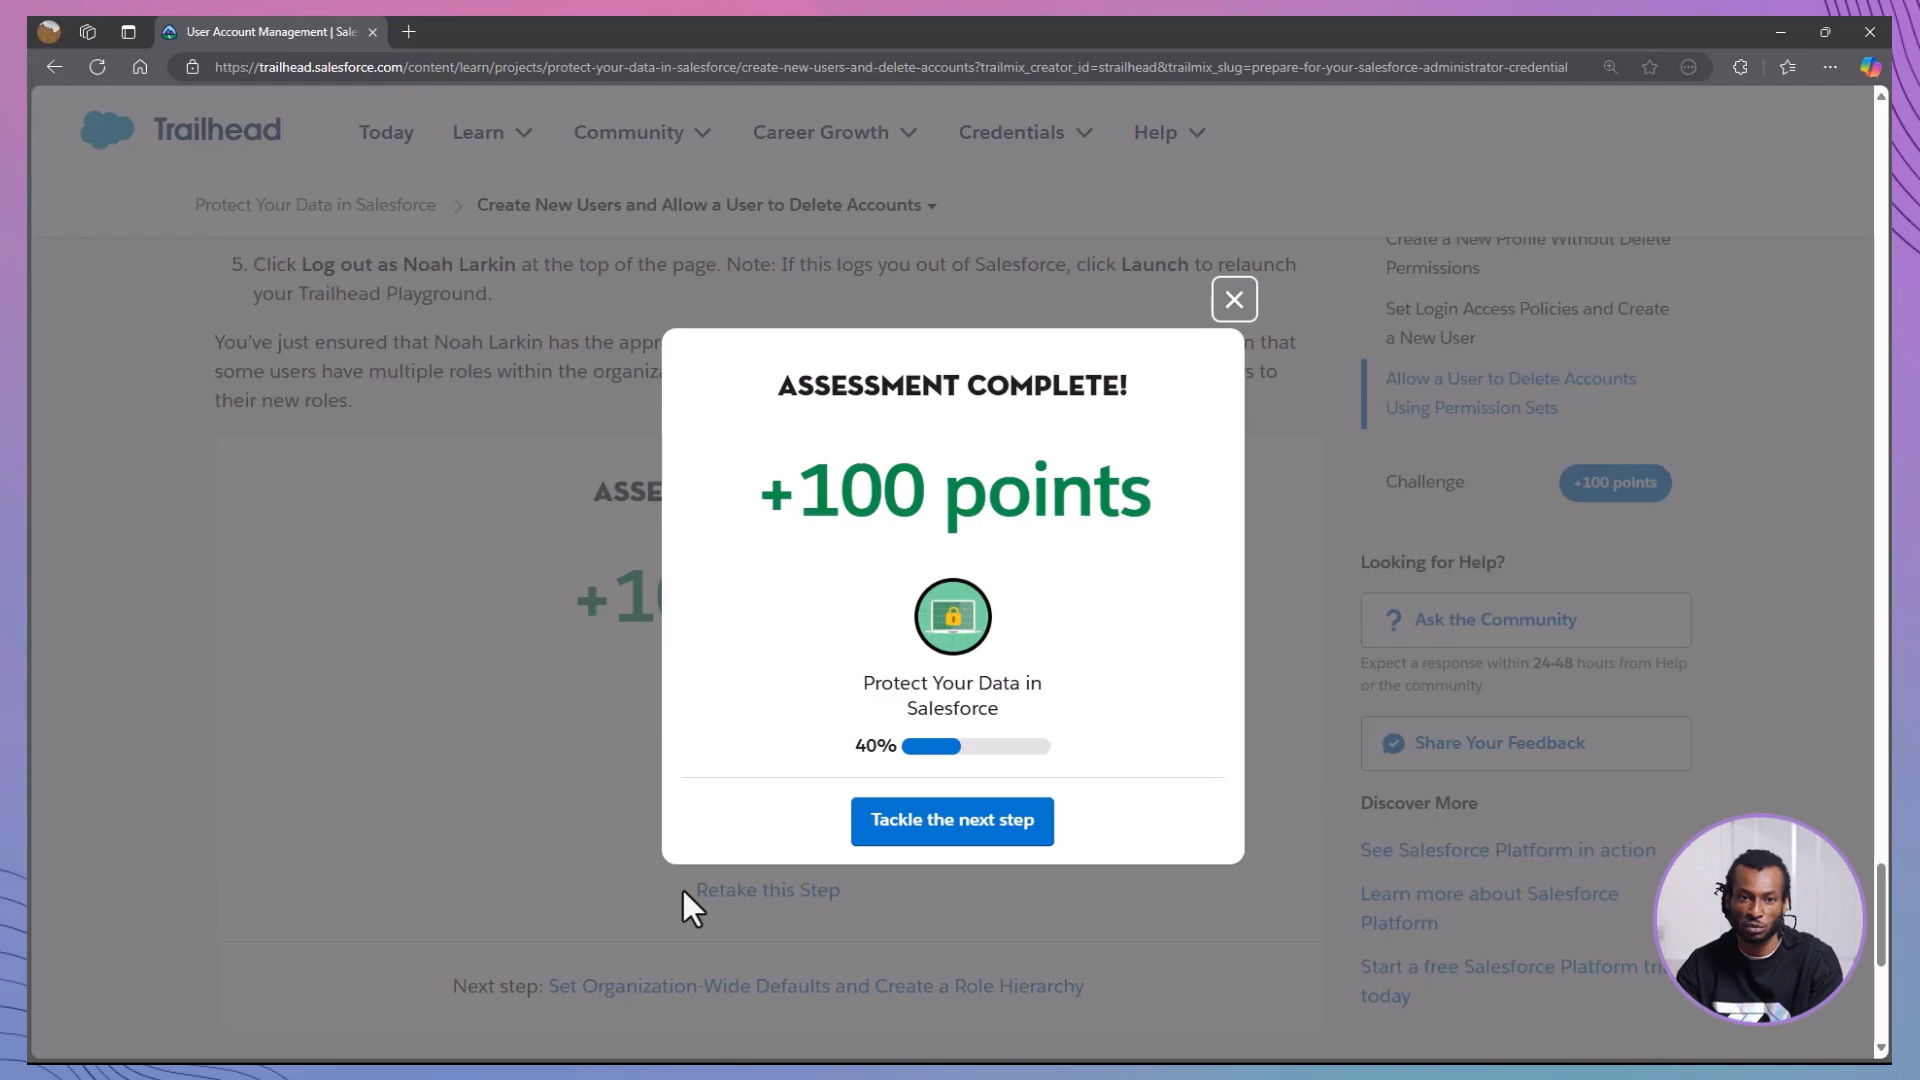 User Account Management | Sale
https://trailhead.salesforce.com/content/learn/projects/protect-your-data-in-salesforce/create-new-users-and-delete-accounts?trailmix_creator_id=strailhead&trailmix_slug=prepare-for-your-salesforce-administrator-credential
Trailhead
Today
Learn
Community
Career Growth
Credentials
Help
Protect Your Data in Salesforce
Create New Users and Allow a User to Delete Accounts
5. Click Log out as Noah Larkin at the top of the page. Note: If this logs you out of Salesforce, click Launch to relaunch
your Trailhead Playground.
You've just ensured that Noah Larkin has the appr
n that
some users have multiple roles within the organiza
s to
their new roles.
ASSE
+10
ASSESSMENT COMPLETE!
+100 points
Protect Your Data in
Salesforce
40%
Tackle the next step
Retake this Step
Next step: Set Organization-Wide Defaults and Create a Role Hierarchy
Create a New Profile Without Delete
Permissions
Set Login Access Policies and Create
a New User
Allow a User to Delete Accounts
Using Permission Sets
Challenge
+100 points
Looking for Help?
? Ask the Community
Expect a response within 24-48 hours from Help
or the community.
Share Your Feedback
Discover More
See Salesforce Platform in action
Learn more about Salesforce
Platform
Start a free Salesforce Platform tri
today